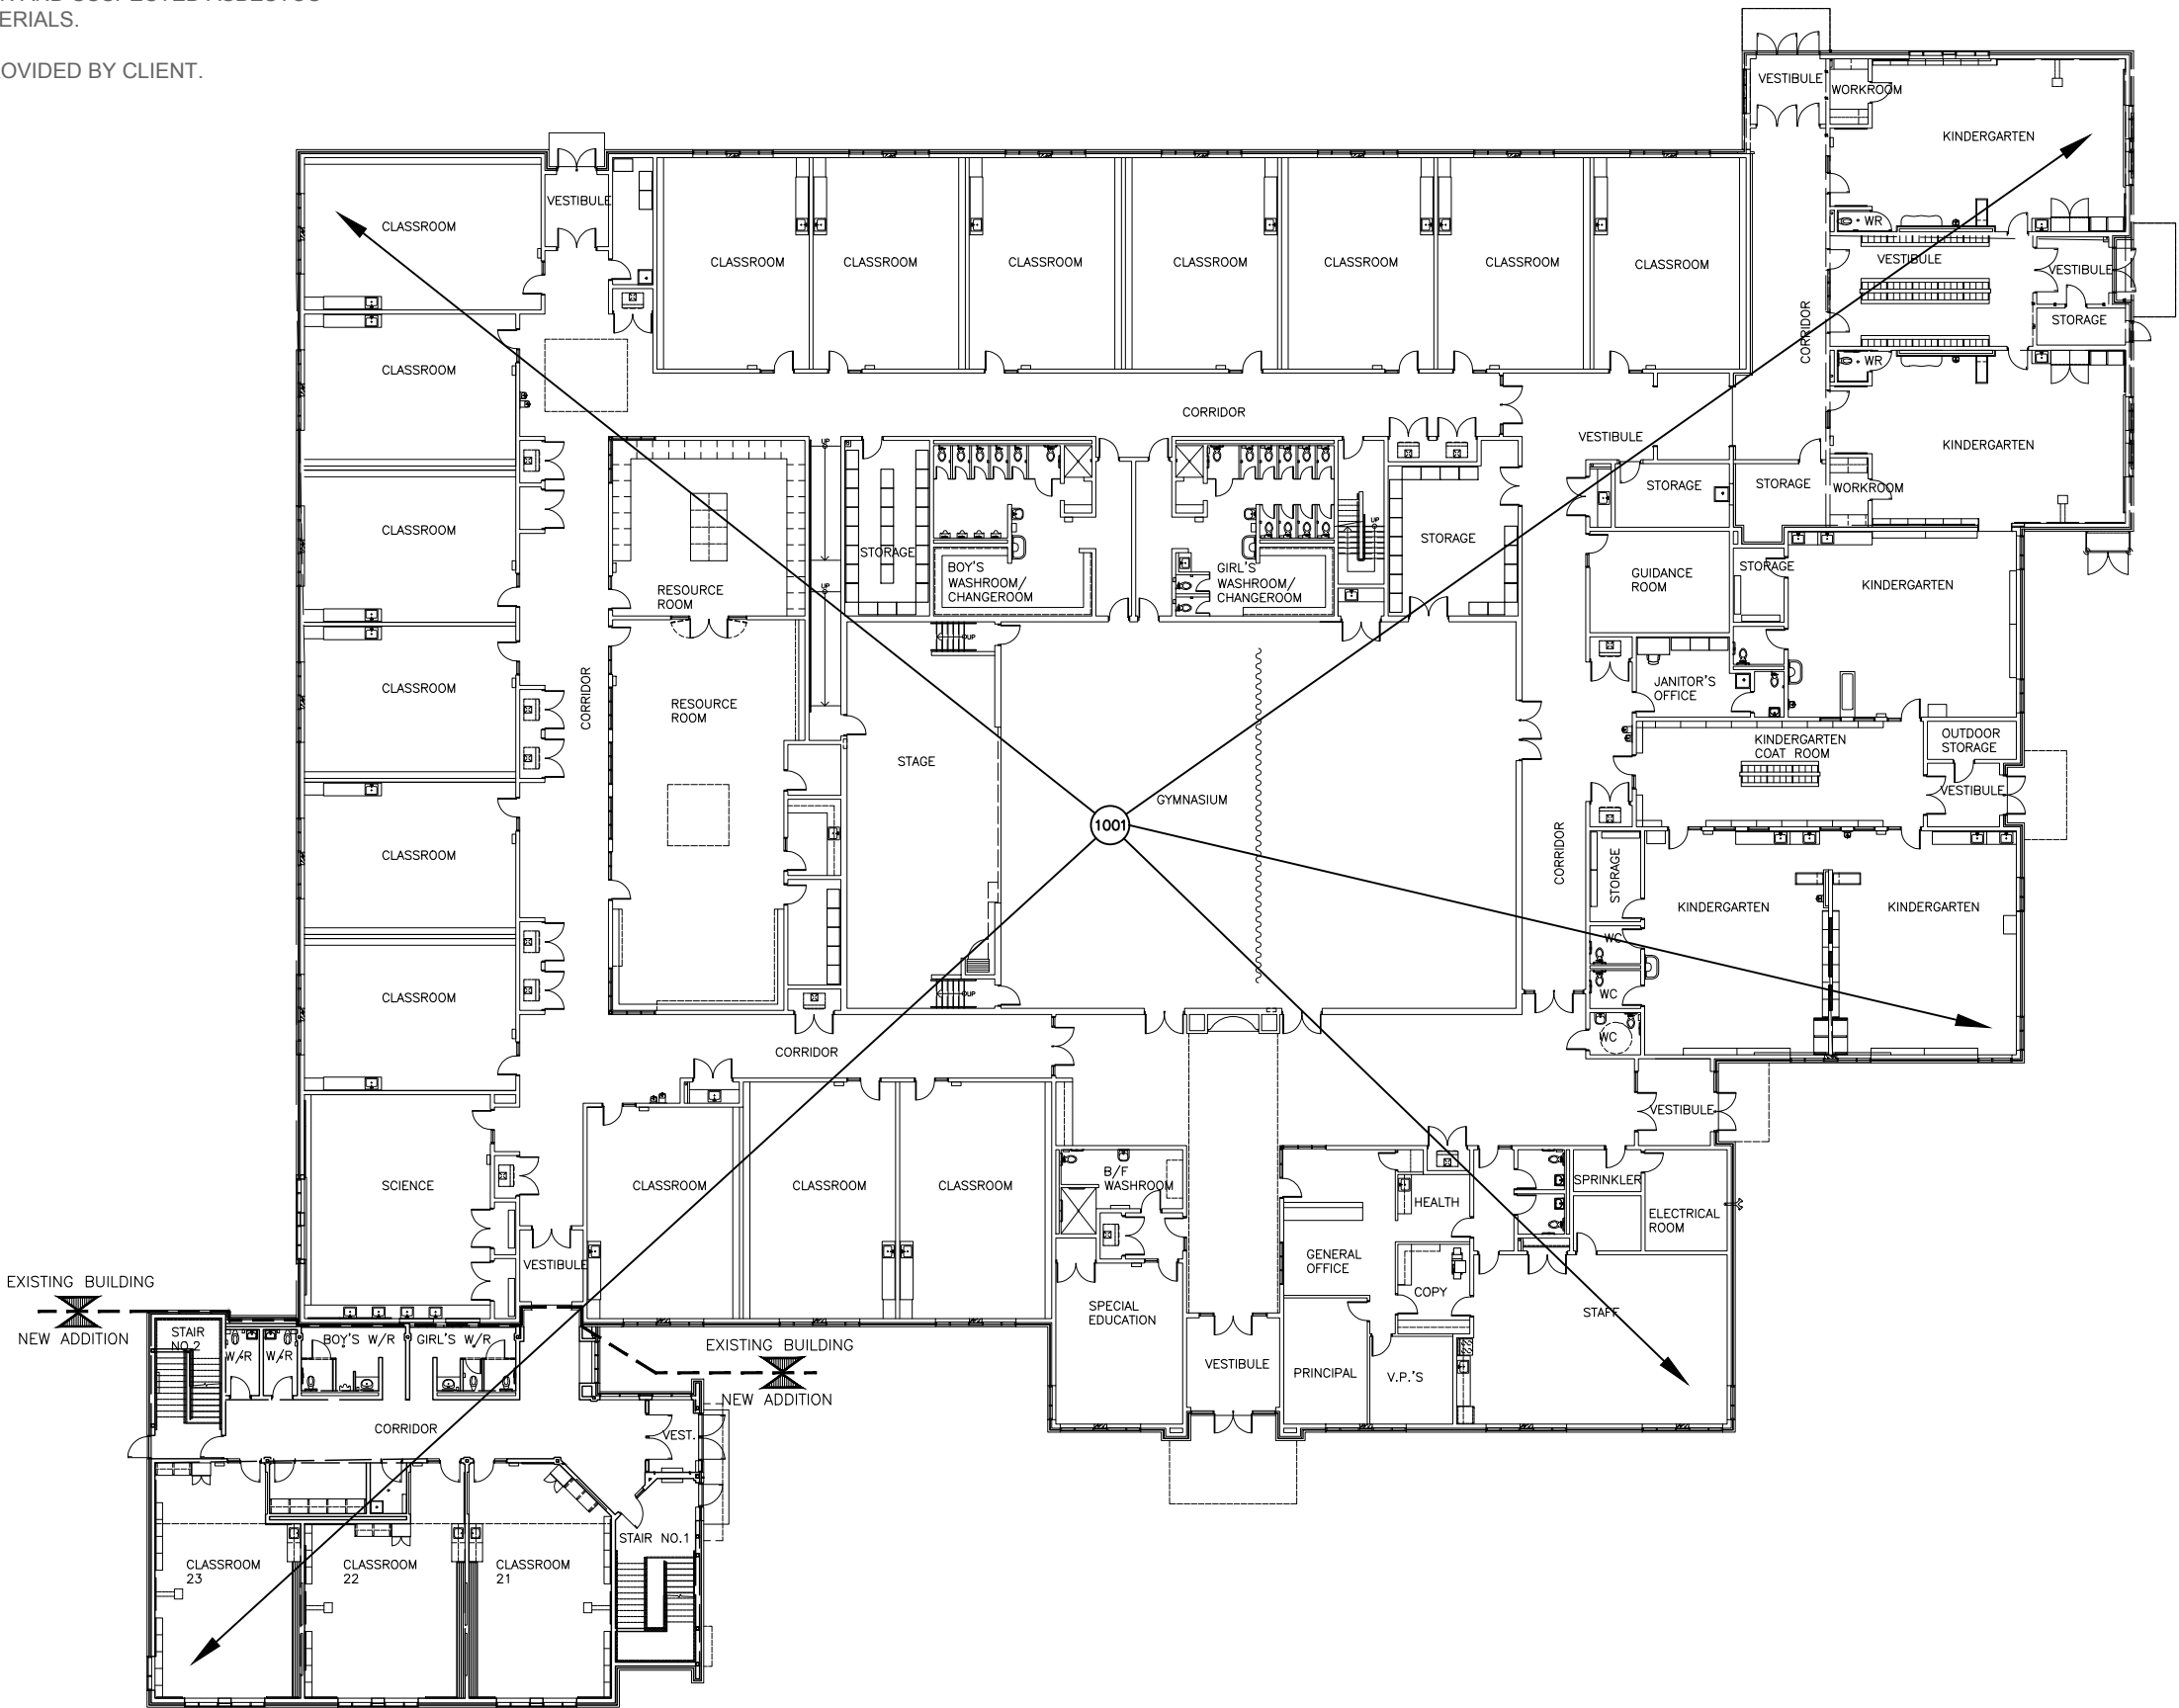 ERIALS.
OVIDED BY CLIENT.
VESTIBULE
WORKROOM
KINDERGARTEN
WR
VESTIBULE
VESTIBULE
STORAGE
CORRIDOR
WR
KINDERGARTEN
WORKROOM
CLASSROOM
VESTIBULE
CLASSROOM
CLASSROOM
CLASSROOM
CLASSROOM
CLASSROOM
CLASSROOM
CLASSROOM
CLASSROOM
CORRIDOR
VESTIBULE
STORAGE
STORAGE
CLASSROOM
UP
UP
UP
STORAGE
STORAGE
RESOURCE
ROOM
BOY'S
WASHROOM/
CHANGEROOM
GIRL'S
WASHROOM/
CHANGEROOM
GUIDANCE
ROOM
STORAGE
KINDERGARTEN
UP
CLASSROOM
CORRIDOR
RESOURCE
ROOM
JANITOR'S
OFFICE
STAGE
KINDERGARTEN
COAT ROOM
OUTDOOR
STORAGE
VESTIBULE
GYMNASIUM
1001
CLASSROOM
CORRIDOR
STORAGE
KINDERGARTEN
KINDERGARTEN
WC
WC
WC
UP
CLASSROOM
CORRIDOR
VESTIBULE
SCIENCE
CLASSROOM
CLASSROOM
CLASSROOM
B/F
WASHROOM
HEALTH
SPRINKLER
ELECTRICAL
ROOM
VESTIBULE
GENERAL
OFFICE
COPY
STAFF
SPECIAL
EDUCATION
VESTIBULE
PRINCIPAL
V.P.'S
EXISTING BUILDING
NEW ADDITION
STAIR
NO.2
W/R
W/R
BOY'S W/R
GIRL'S W/R
EXISTING BUILDING
NEW ADDITION
CORRIDOR
VEST.
STAIR NO.1
CLASSROOM
23
CLASSROOM
22
CLASSROOM
21